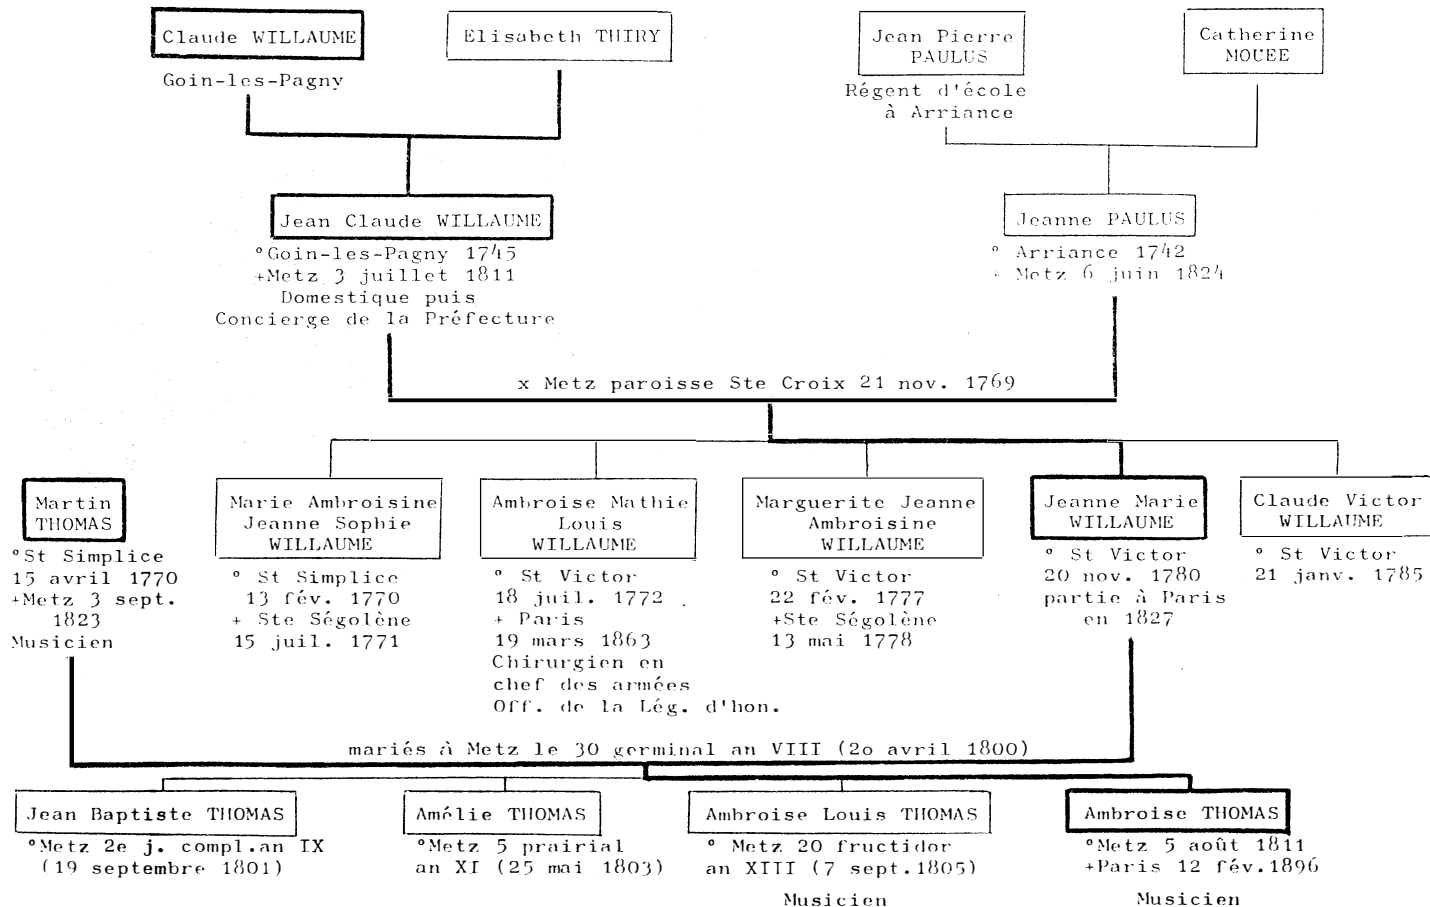 Claude WILLAUME
Goin-les-Pagny
Elisabeth THIRY
Jean Pierre
PAULUS
Régent d'école
à Arriance
Catherine
MOUEE
Jean Claude WILLAUME
°Goin-les-Pagny 1745
+Metz 3 juillet 1811
Domestique puis
Concierge de la Préfecture
Jeanne PAULUS
° Arriance 1742
+ Metz 6 juin 1824
x Metz paroisse Ste Croix 21 nov. 1769
Martin
THOMAS
°St Simplice
15 avril 1770
+Metz 3 sept.
1823
Musicien
Marie Ambroisine
Jeanne Sophie
WILLAUME
° St Simplice
13 fév. 1770
+ Ste Ségolène
15 juil. 1771
Ambroise Mathie
Louis
WILLAUME
° St Victor
18 juil. 1772
+ Paris
19 mars 1863
Chirurgien en
chef des armées
Off. de la Lég. d'hon.
Marguerite Jeanne
Ambroisine
WILLAUME
° St Victor
22 fév. 1777
+Ste Ségolène
13 mai 1778
Jeanne Marie
WILLAUME
° St Victor
20 nov. 1780
partie à Paris
en 1827
Claude Victor
WILLAUME
° St Victor
21 janv. 1785
mariés à Metz le 30 germinal an VIII (2o avril 1800)
Jean Baptiste THOMAS
°Metz 2e j. compl.an IX
(19 septembre 1801)
Amélie THOMAS
°Metz 5 prairial
an XI (25 mai 1803)
Ambroise Louis THOMAS
° Metz 20 fructidor
an XIII (7 sept.1805)
Musicien
Ambroise THOMAS
°Metz 5 août 1811
+Paris 12 fév.1896
Musicien